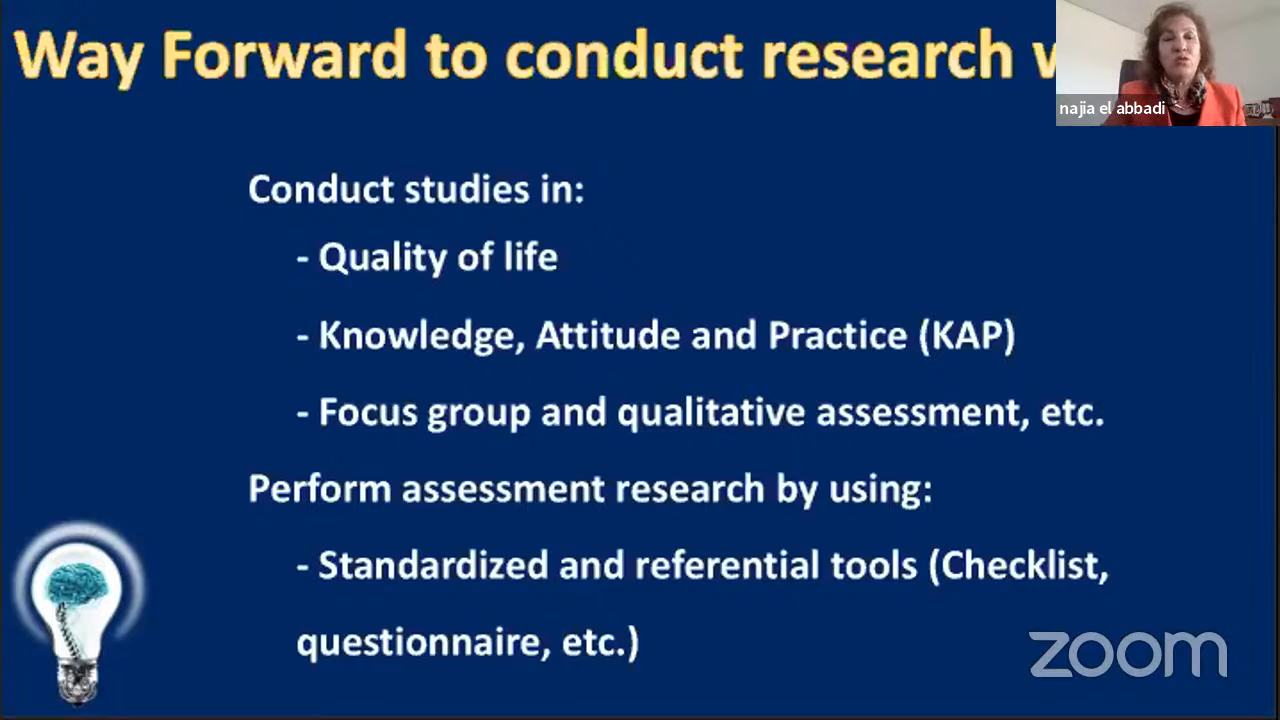 Way Forward to conduct research
najia el abbadi
Conduct studies in:
- Quality of life
- Knowledge, Attitude and Practice (KAP)
- Focus group and qualitative assessment, etc.
Perform assessment research by using:
- Standardized and referential tools (Checklist,
questionnaire, etc.)
zoom